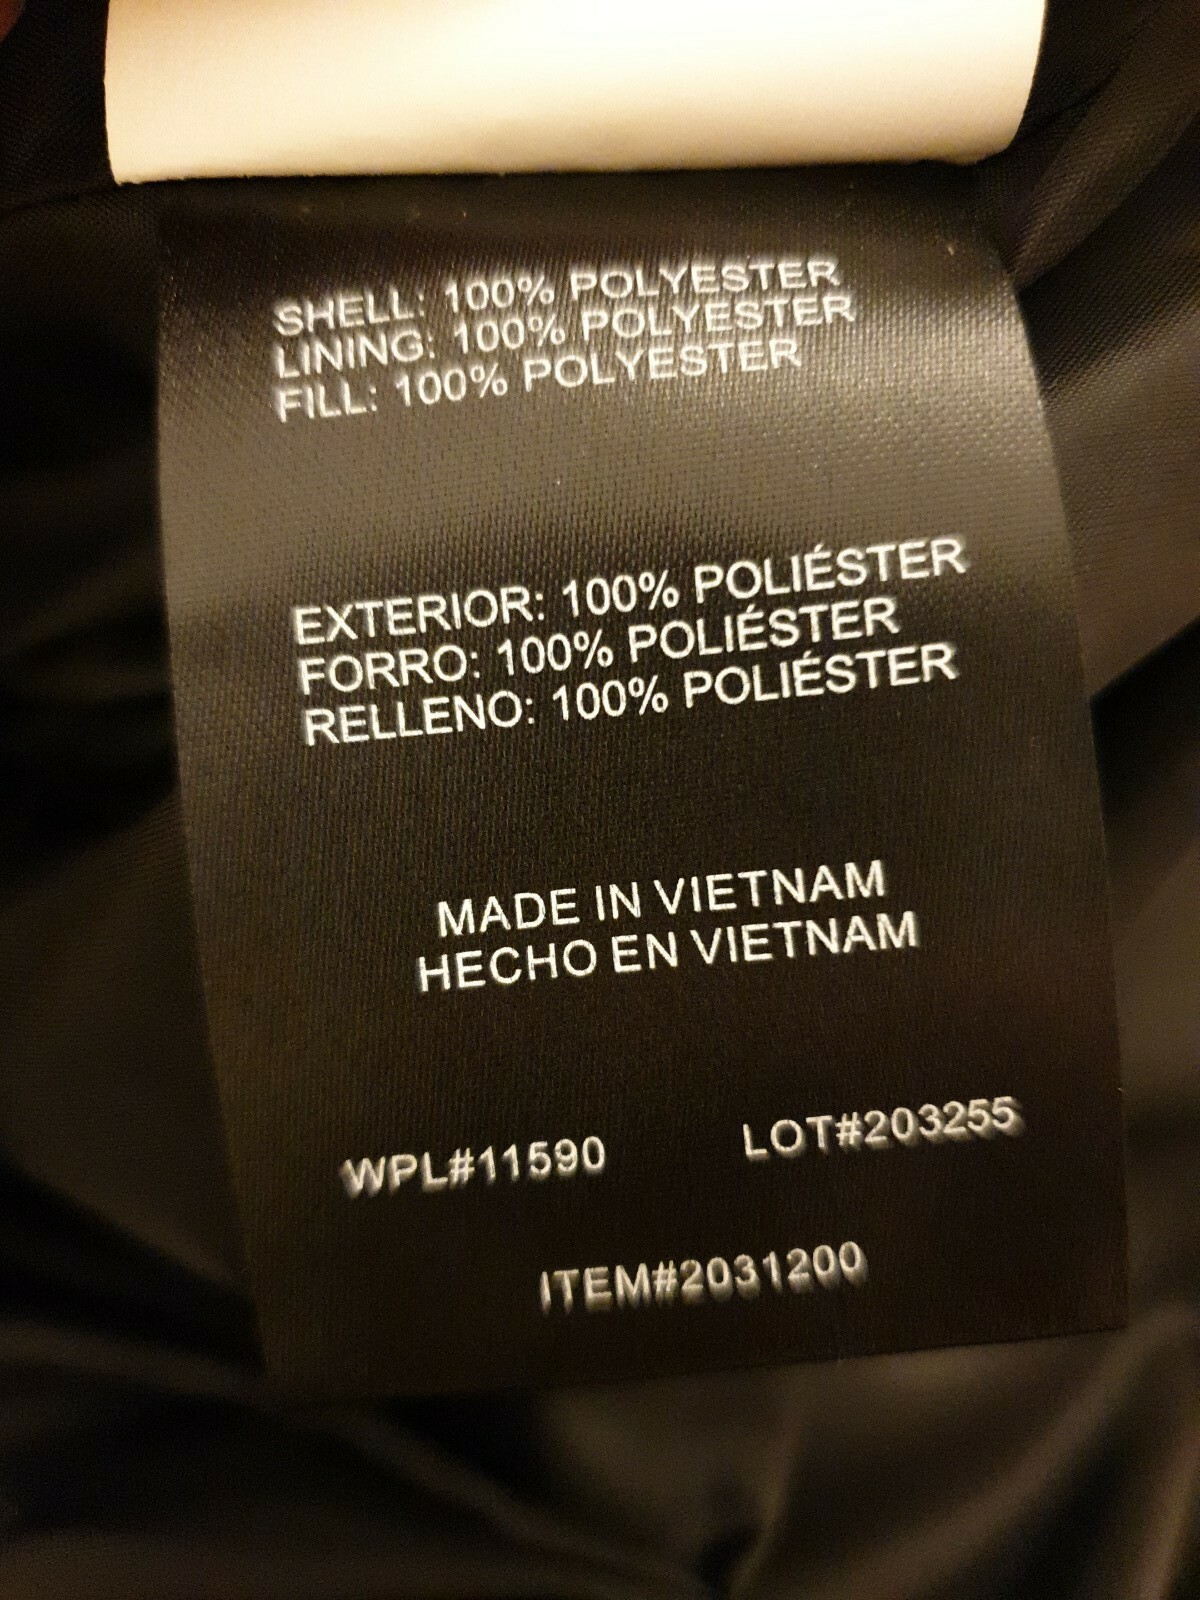 SHELL: 100% POLYESTER
LINING: 100% POLYESTER
FILL: 100% POLYESTER
EXTERIOR: 100% POLIÉSTER
FORRO: 100% POLIÉSTER
RELLENO: 100% POLIÉSTER
MADE IN VIETNAM
HECHO EN VIETNAM
WPL#11590 LOT#203255
ITEM#2031200